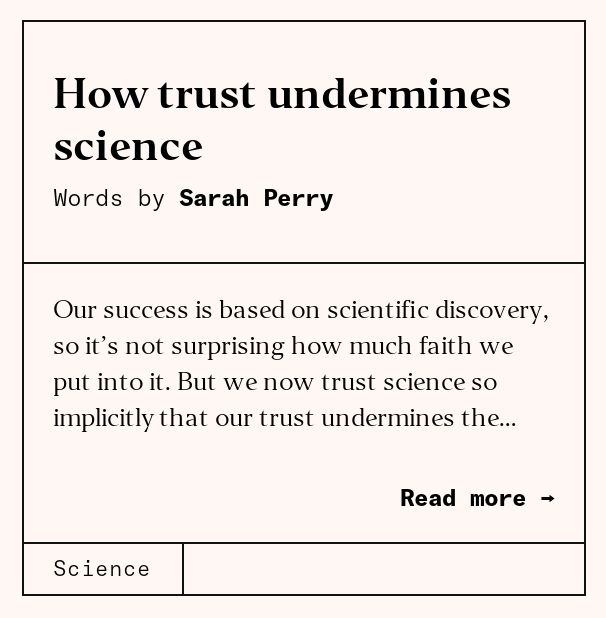 How trust undermines
science
Words by Sarah Perry
Our success is based on scientific discovery,
so it’s not surprising how much faith we
put into it. But we now trust science so
implicitly that our trust undermines the...
Read more →
Science